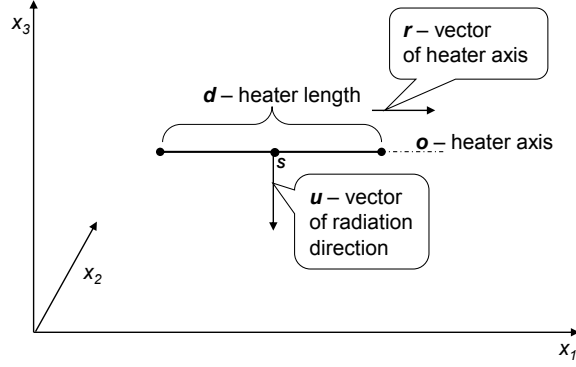 x3
r – vector
of heater axis
d – heater length
o – heater axis
s
u – vector
of radiation
direction
x2
x1